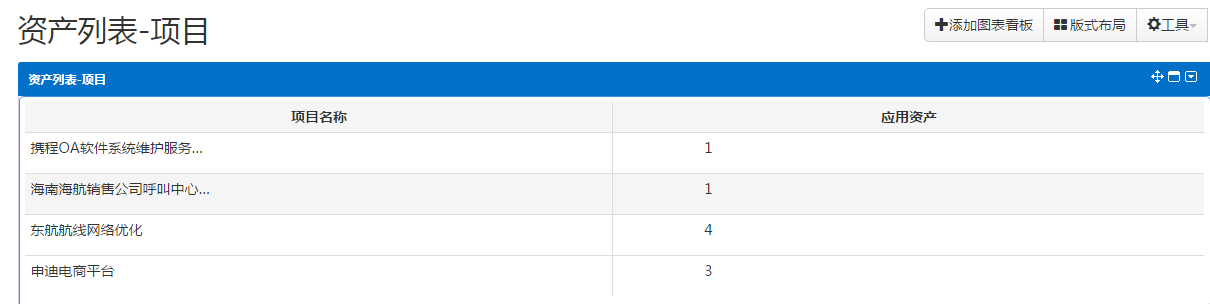 资产列表-项目
添加图表看板 版式布局 工具
资产列表-项目
项目名称 应用资产
携程OA软件系统维护服务... 1
海南海航销售公司呼叫中心... 1
东航航线网络优化 4
申迪电商平台 3